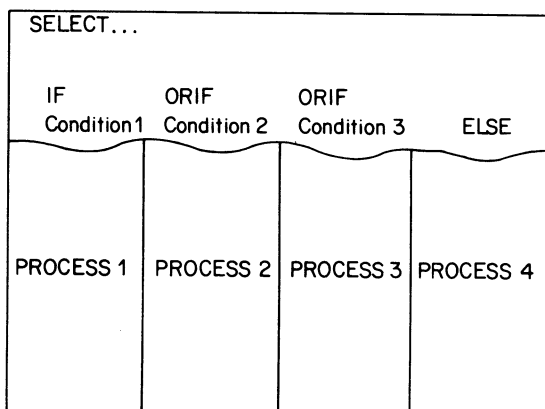 SELECT...
IF ORIF ORIF
Condition 1 Condition 2 Condition 3 ELSE
PROCESS 1 PROCESS 2 PROCESS 3 PROCESS 4